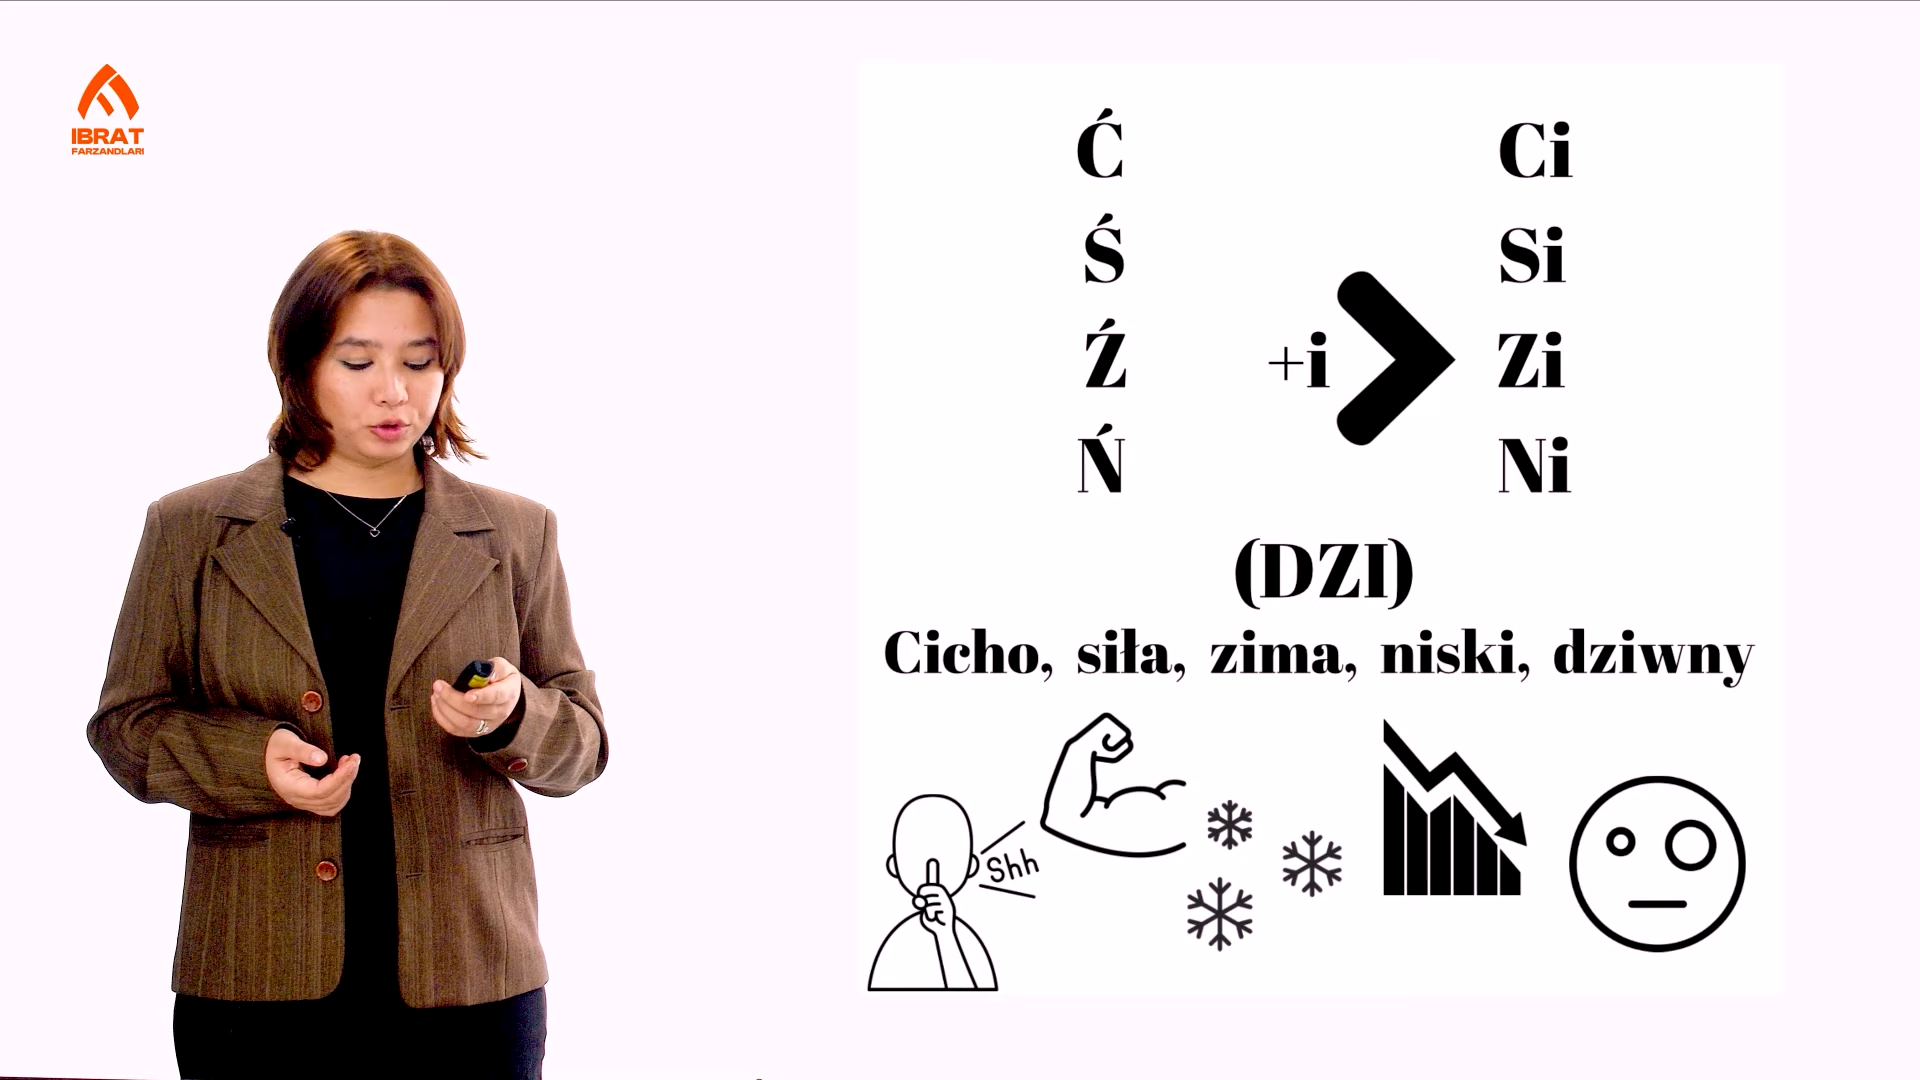 IBRAT
FARZANDLARI
Ć
Ci
Ś
Si
Ź
+i
Zi
Ń
Ni
(DZI)
Cicho, siła, zima, niski, dziwny
Shh